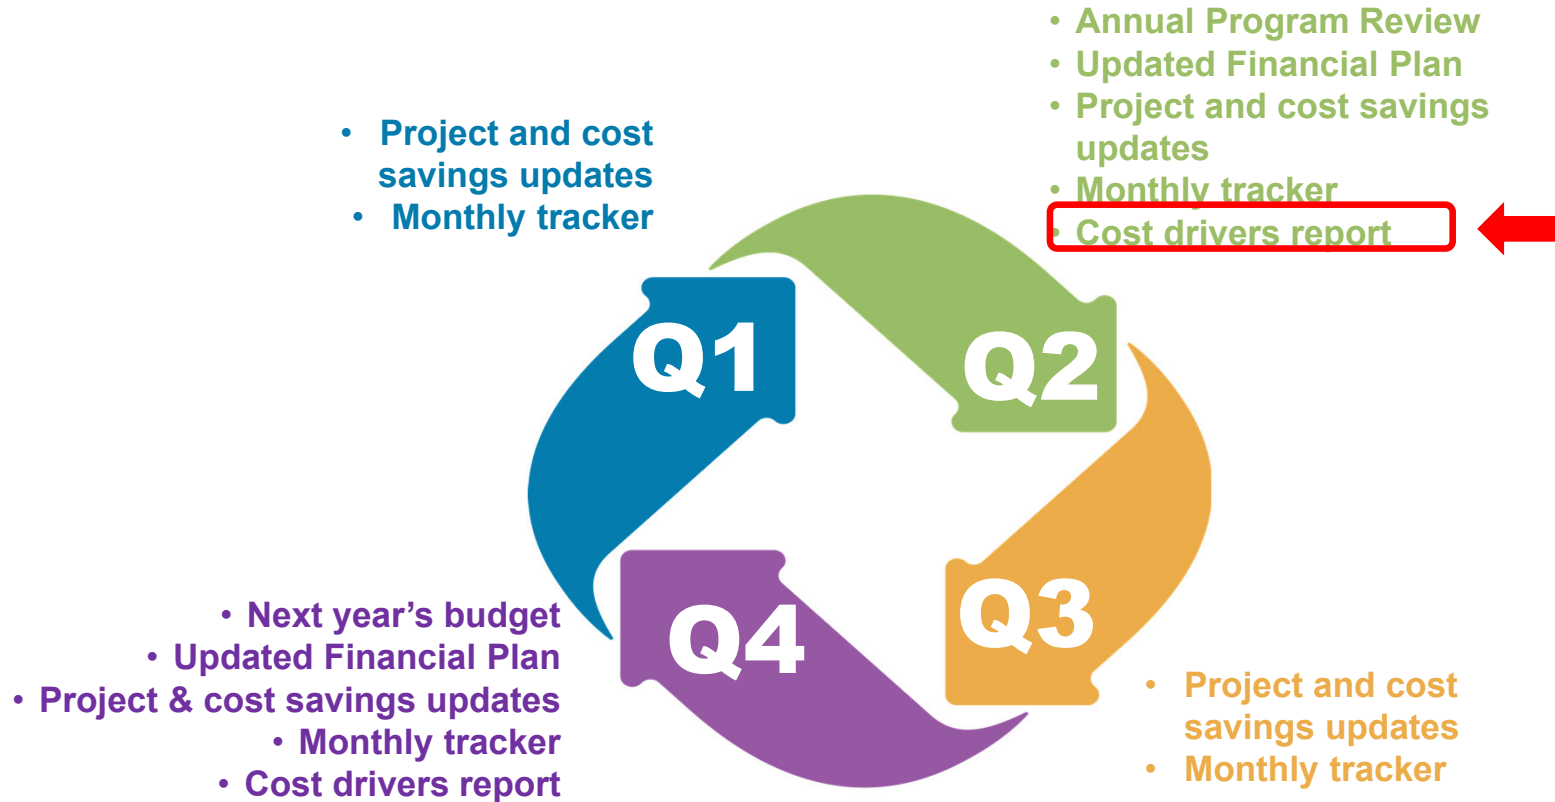 • Annual Program Review
• Updated Financial Plan
• Project and cost savings
updates
• Monthly tracker
• Cost drivers report
• Project and cost
savings updates
• Monthly tracker
Q1
Q2
Q4
Q3
• Next year’s budget
• Updated Financial Plan
• Project & cost savings updates
• Monthly tracker
• Cost drivers report
• Project and cost
savings updates
• Monthly tracker